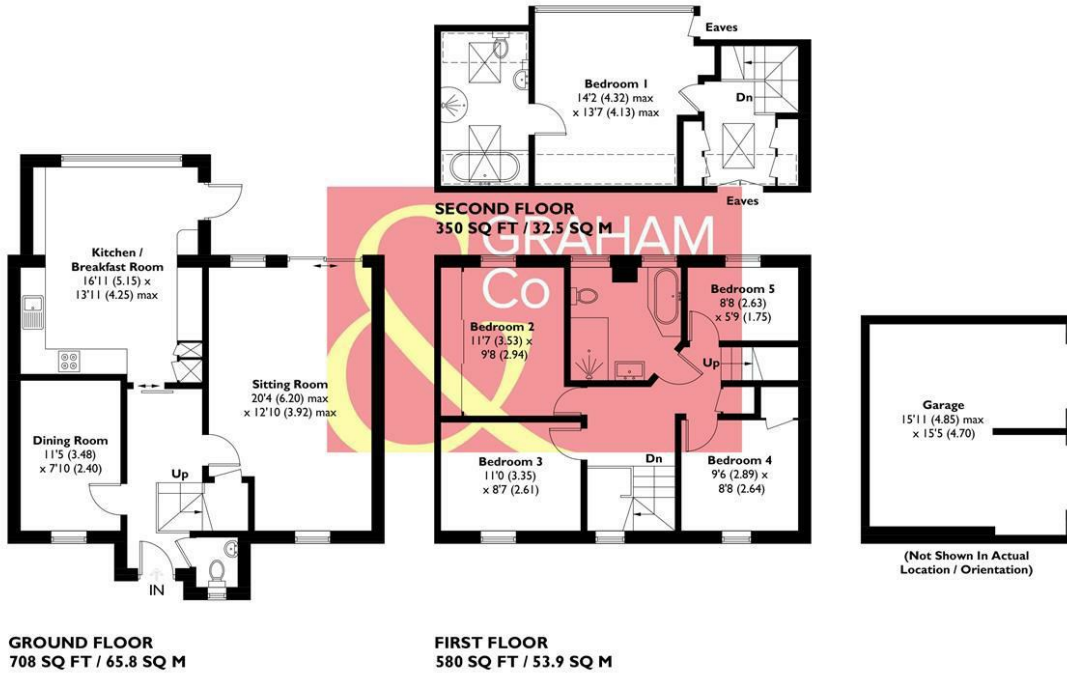 Eaves
Bedroom 1
14'2 (4.32) max
x 13'7 (4.13) max
Dn
Eaves
SECOND FLOOR
350 SQ FT / 32.5 SQ M
& GRAHAM
Co
Kitchen /
Breakfast Room
16'11 (5.15) x
13'11 (4.25) max
Sitting Room
20'4 (6.20) max
x 12'10 (3.92) max
Dining Room
11'5 (3.48)
x 7'10 (2.40)
Up
IN
Bedroom 2
11'7 (3.53) x
9'8 (2.94)
Bedroom 5
8'8 (2.63)
x 5'9 (1.75)
Up
Bedroom 3
11'0 (3.35)
x 8'7 (2.61)
Dn
Bedroom 4
9'6 (2.89) x
8'8 (2.64)
Garage
15'11 (4.85) max
x 15'5 (4.70)
(Not Shown In Actual
Location / Orientation)
GROUND FLOOR
708 SQ FT / 65.8 SQ M
FIRST FLOOR
580 SQ FT / 53.9 SQ M